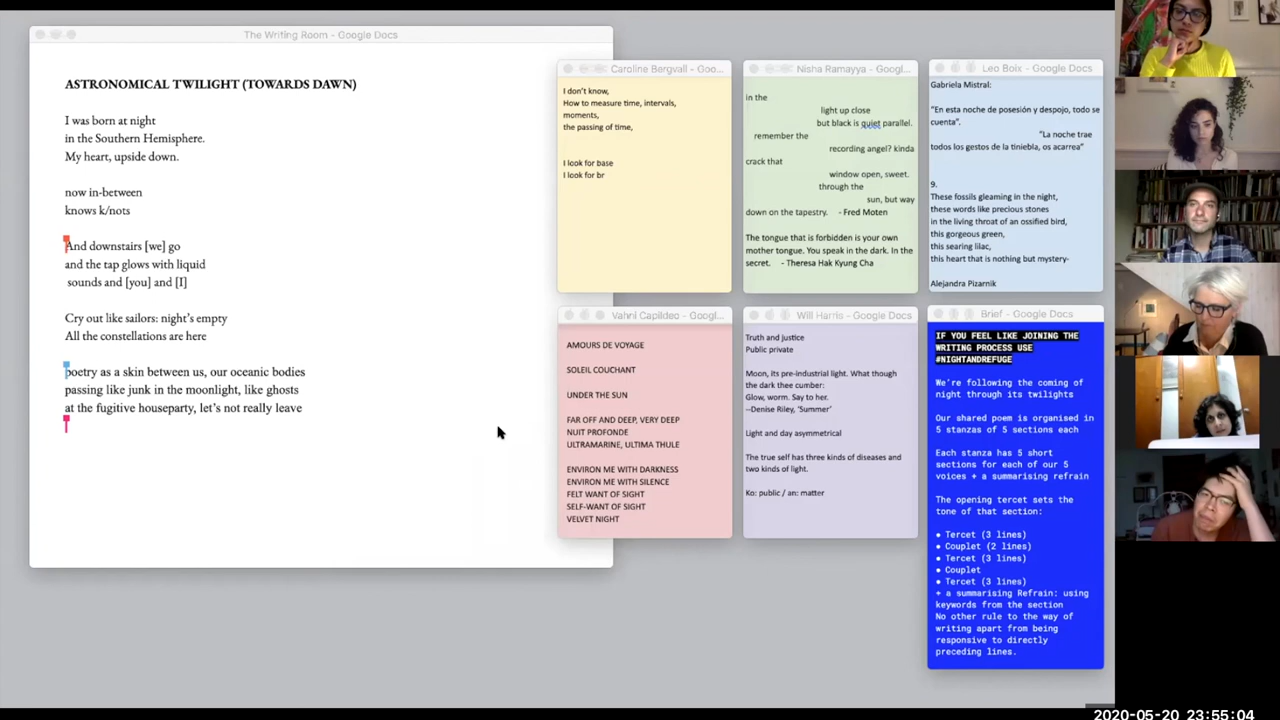 The Writing Room - Google Docs
ASTRONOMICAL TWILIGHT (TOWARDS DAWN)
I was born at night
in the Southern Hemisphere.
My heart, upside down.
now in-between
knows k/nots
And downstairs [we] go
and the tap glows with liquid
sounds and [you] and [I]
Cry out like sailors: night's empty
All the constellations are here
poetry as a skin between us, our oceanic bodies
passing like junk in the moonlight, like ghosts
at the fugitive houseparty, let's not really leave
Caroline Bergvall - Goo...
I don't know,
How to measure time, intervals,
moments,
the passing of time,
I look for base
I look for br
Nisha Ramayya - Googl...
in the
light up close
but black is quiet parallel.
remember the
recording angel? kinda
crack that
window open, sweet.
through the
sun, but way
down on the tapestry. - Fred Moten
The tongue that is forbidden is your own
mother tongue. You speak in the dark. In the
secret. - Theresa Hak Kyung Cha
Leo Boix - Google Docs
Gabriela Mistral:
"En esta noche de posesión y despojo, todo se
cuenta".
"La noche trae
todos los gestos de la tiniebla, os acarrea"
9.
These fossils gleaming in the night,
these words like precious stones
in the living throat of an ossified bird,
this gorgeous green,
this searing lilac,
this heart that is nothing but mystery-
Alejandra Pizarnik
Vahni Capildeo - Googl...
AMOURS DE VOYAGE
SOLEIL COUCHANT
UNDER THE SUN
FAR OFF AND DEEP, VERY DEEP
NUIT PROFONDE
ULTRAMARINE, ULTIMA THULE
ENVIRON ME WITH DARKNESS
ENVIRON ME WITH SILENCE
FELT WANT OF SIGHT
SELF-WANT OF SIGHT
VELVET NIGHT
Will Harris - Google Docs
Truth and justice
Public private
Moon, its pre-industrial light. What though
the dark thee cumber:
Glow, worm. Say to her.
--Denise Riley, 'Summer'
Light and day asymmetrical
The true self has three kinds of diseases and
two kinds of light.
Ko: public / an: matter
Brief - Google Docs
IF YOU FEEL LIKE JOINING THE
WRITING PROCESS USE
#NIGHTANDREFUGE
We're following the coming of
night through its twilights
Our shared poem is organised in
5 stanzas of 5 sections each
Each stanza has 5 short
sections for each of our 5
voices + a summarising refrain
The opening tercet sets the
tone of that section:
● Tercet (3 lines)
● Couplet (2 lines)
● Tercet (3 lines)
● Couplet
● Tercet (3 lines)
+ a summarising Refrain: using
keywords from the section
No other rule to the way of
writing apart from being
responsive to directly
preceding lines.
2020-05-20 23:55:04